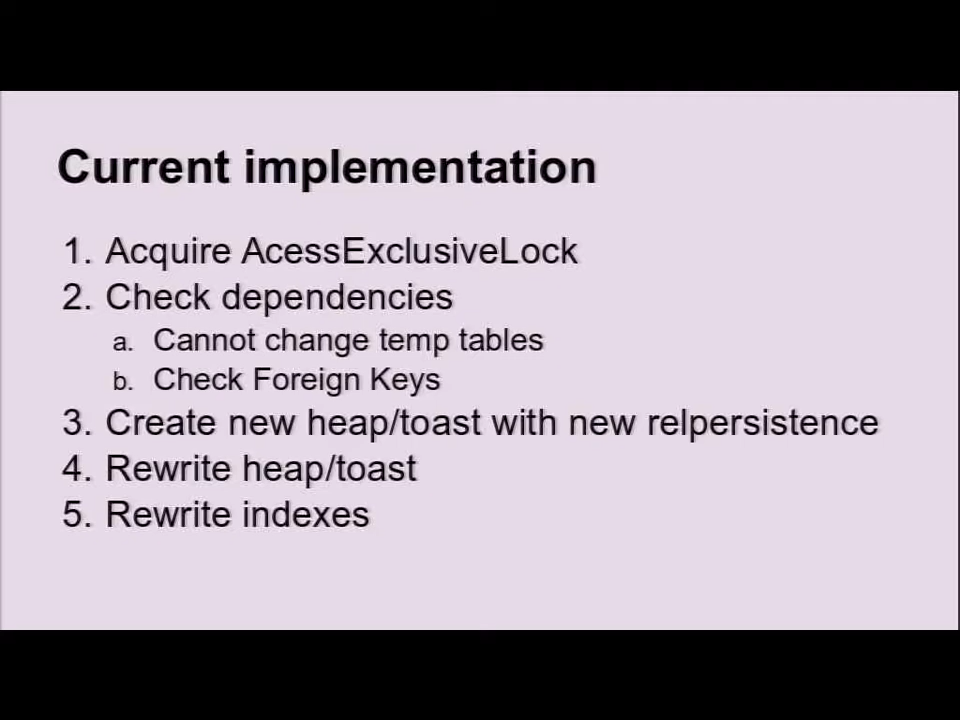 Current implementation
1. Acquire AcessExclusiveLock
2. Check dependencies
a. Cannot change temp tables
b. Check Foreign Keys
3. Create new heap/toast with new relpersistence
4. Rewrite heap/toast
5. Rewrite indexes